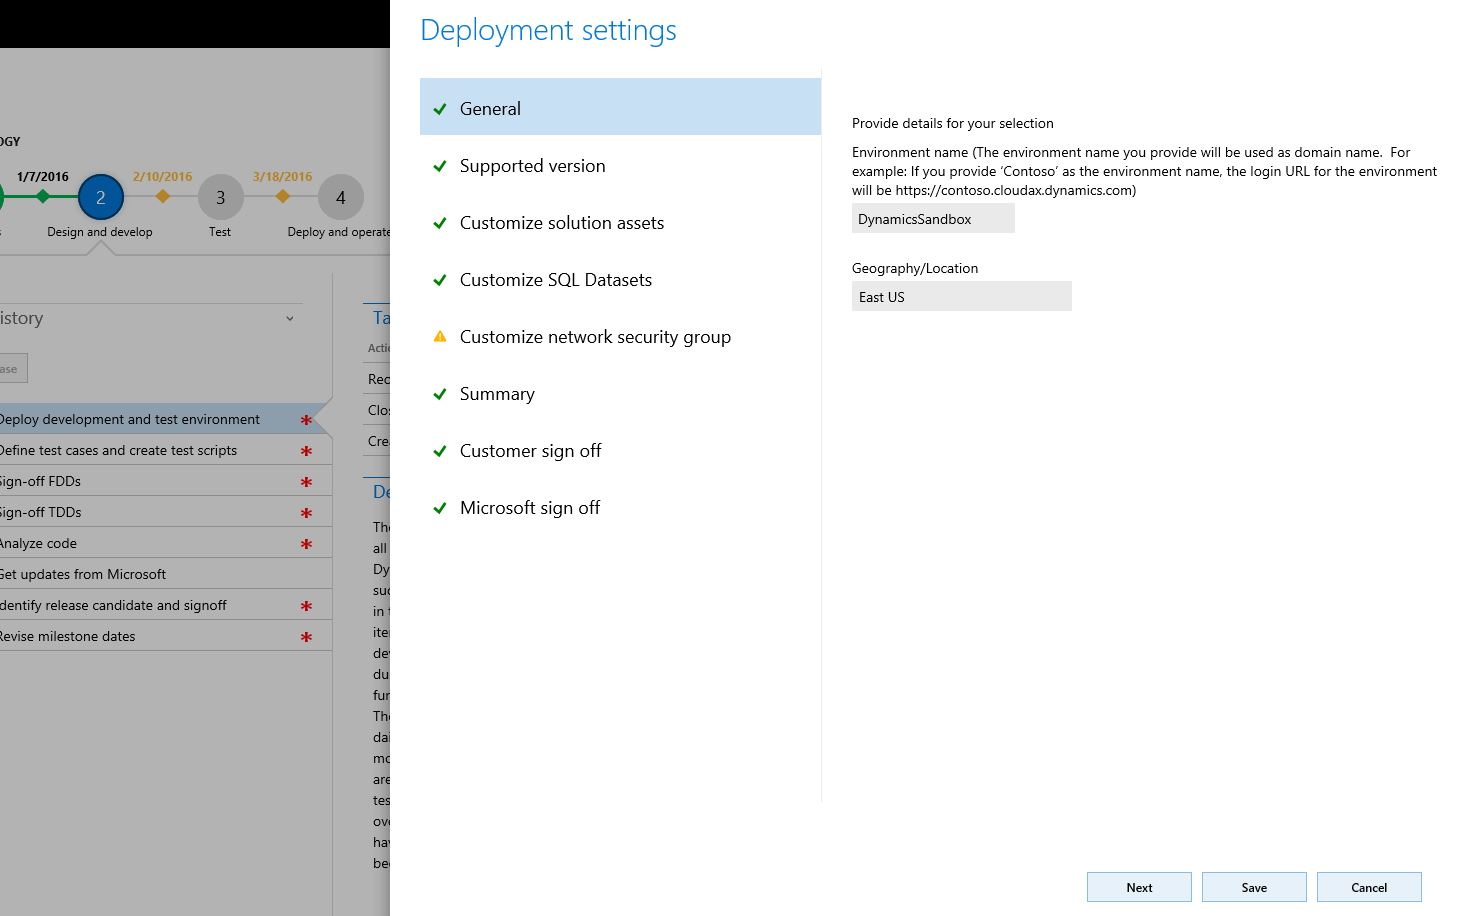 Deployment settings
General
Supported version
Customize solution assets
Customize SQL Datasets
Customize network security group
Summary
Customer sign off
Microsoft sign off
Provide details for your selection
Environment name (The environment name you provide will be used as domain name.  For
example: If you provide ‘Contoso’ as the environment name, the login URL for the environment
will be https://contoso.cloudax.dynamics.com)
DynamicsSandbox
Geography/Location
East US
Next
Save
Cancel
OGY
1/7/2016
2/10/2016
3/18/2016
2
3
4
s
Design and develop
Test
Deploy and operate
istory
ase
Deploy development and test environment *
Define test cases and create test scripts *
Sign-off FDDs *
Sign-off TDDs *
Analyze code *
Get updates from Microsoft
dentify release candidate and signoff *
Revise milestone dates *
Ta
Actio
Rec
Clos
Cre
De
The
all
Dy
suc
in t
ite
dev
du
fur
The
dai
mo
are
tes
ove
hav
bee